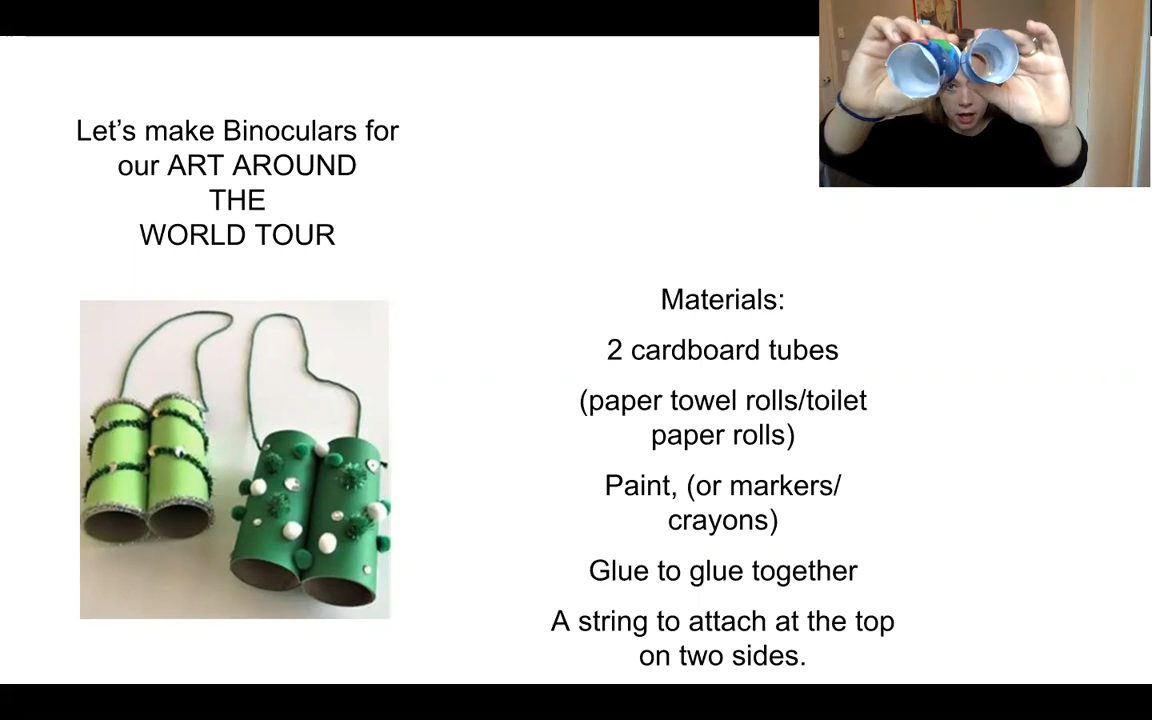 Let’s make Binoculars for
our ART AROUND
THE
WORLD TOUR
Materials:
2 cardboard tubes
(paper towel rolls/toilet
paper rolls)
Paint, (or markers/
crayons)
Glue to glue together
A string to attach at the top
on two sides.